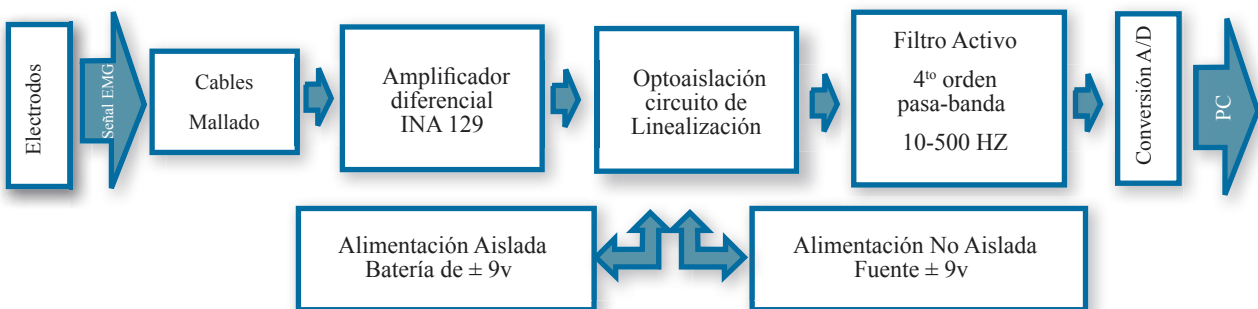 Electrodos
Señal EMG
Cables
Mallado
Amplificador
diferencial
INA 129
Optoaislación
circuito de
Linealización
Filtro Activo
4to orden
pasa-banda
10-500 HZ
Conversión A/D
PC
Alimentación Aislada
Batería de ± 9v
Alimentación No Aislada
Fuente ± 9v